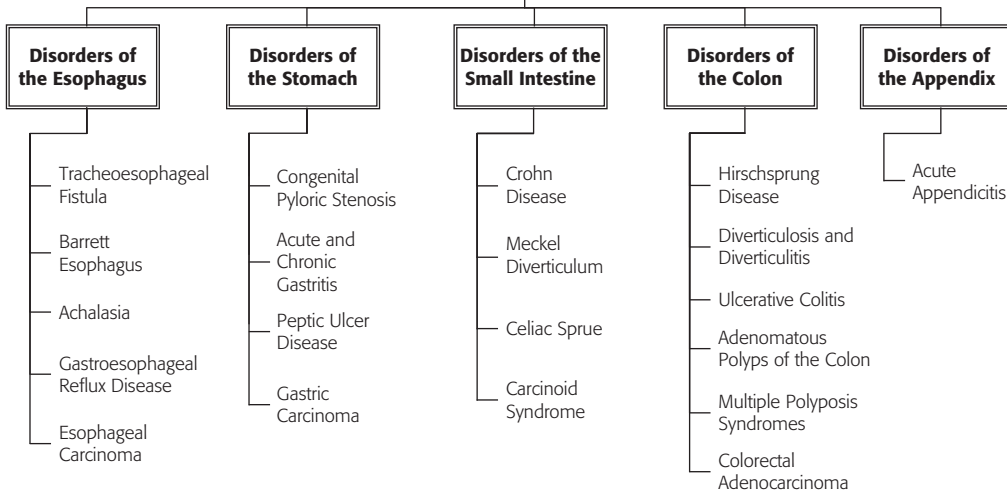 Disorders of
the Esophagus
Tracheoesophageal
Fistula
Barrett
Esophagus
Achalasia
Gastroesophageal
Reflux Disease
Esophageal
Carcinoma
Disorders of
the Stomach
Congenital
Pyloric Stenosis
Acute and
Chronic
Gastritis
Peptic Ulcer
Disease
Gastric
Carcinoma
Disorders of the
Small Intestine
Crohn
Disease
Meckel
Diverticulum
Celiac Sprue
Carcinoid
Syndrome
Disorders of
the Colon
Hirschsprung
Disease
Diverticulosis and
Diverticulitis
Ulcerative Colitis
Adenomatous
Polyps of the Colon
Multiple Polyposis
Syndromes
Colorectal
Adenocarcinoma
Disorders of
the Appendix
Acute
Appendicitis